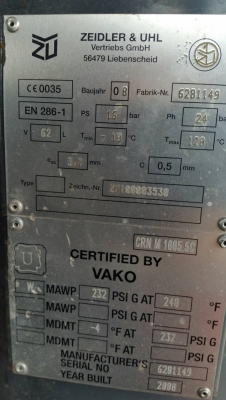 ZEIDLER & UHL
Vertriebs GmbH
56479 Liebenscheid
ZU
CE 0035 Baujahr 08 Fabrik-Nr. 6281149
EN 286-1 PS 16 bar Ph 24 bar
V 62 L Tmin -10 °C Tmax 120 °C
mm C 0,5 mm
Type Zeichn.-Nr.
CRN M 1005.5C
U CERTIFIED BY
VAKO
W MAWP 232 PSI G AT 248 °F
MAWP PSI G AT °F
MDMT -4 °F AT 232 PSI G
MDMT °F AT PSI G
MANUFACTURER'S
SERIAL NO 6281149
YEAR BUILT 2008